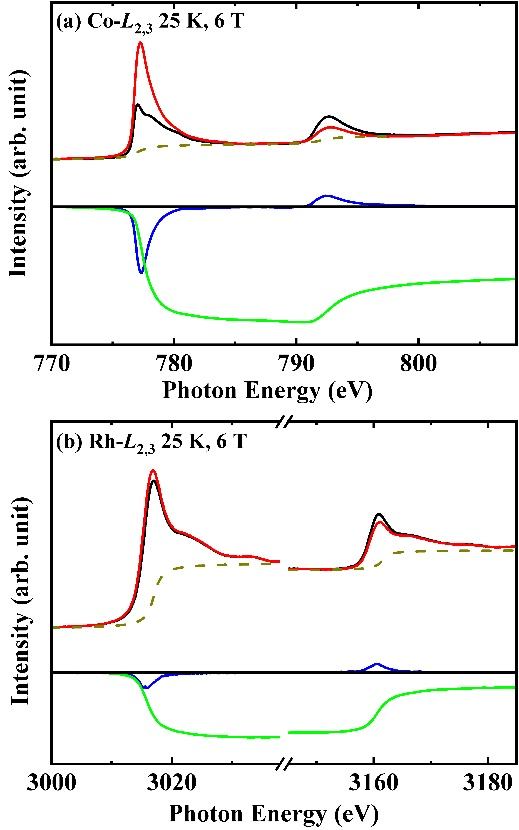 (a) Co-L2,3 25 K, 6 T
Intensity (arb. unit)
770 780 790 800
Photon Energy (eV)
(b) Rh-L2,3 25 K, 6 T
Intensity (arb. unit)
3000 3020 3160 3180
Photon Energy (eV)